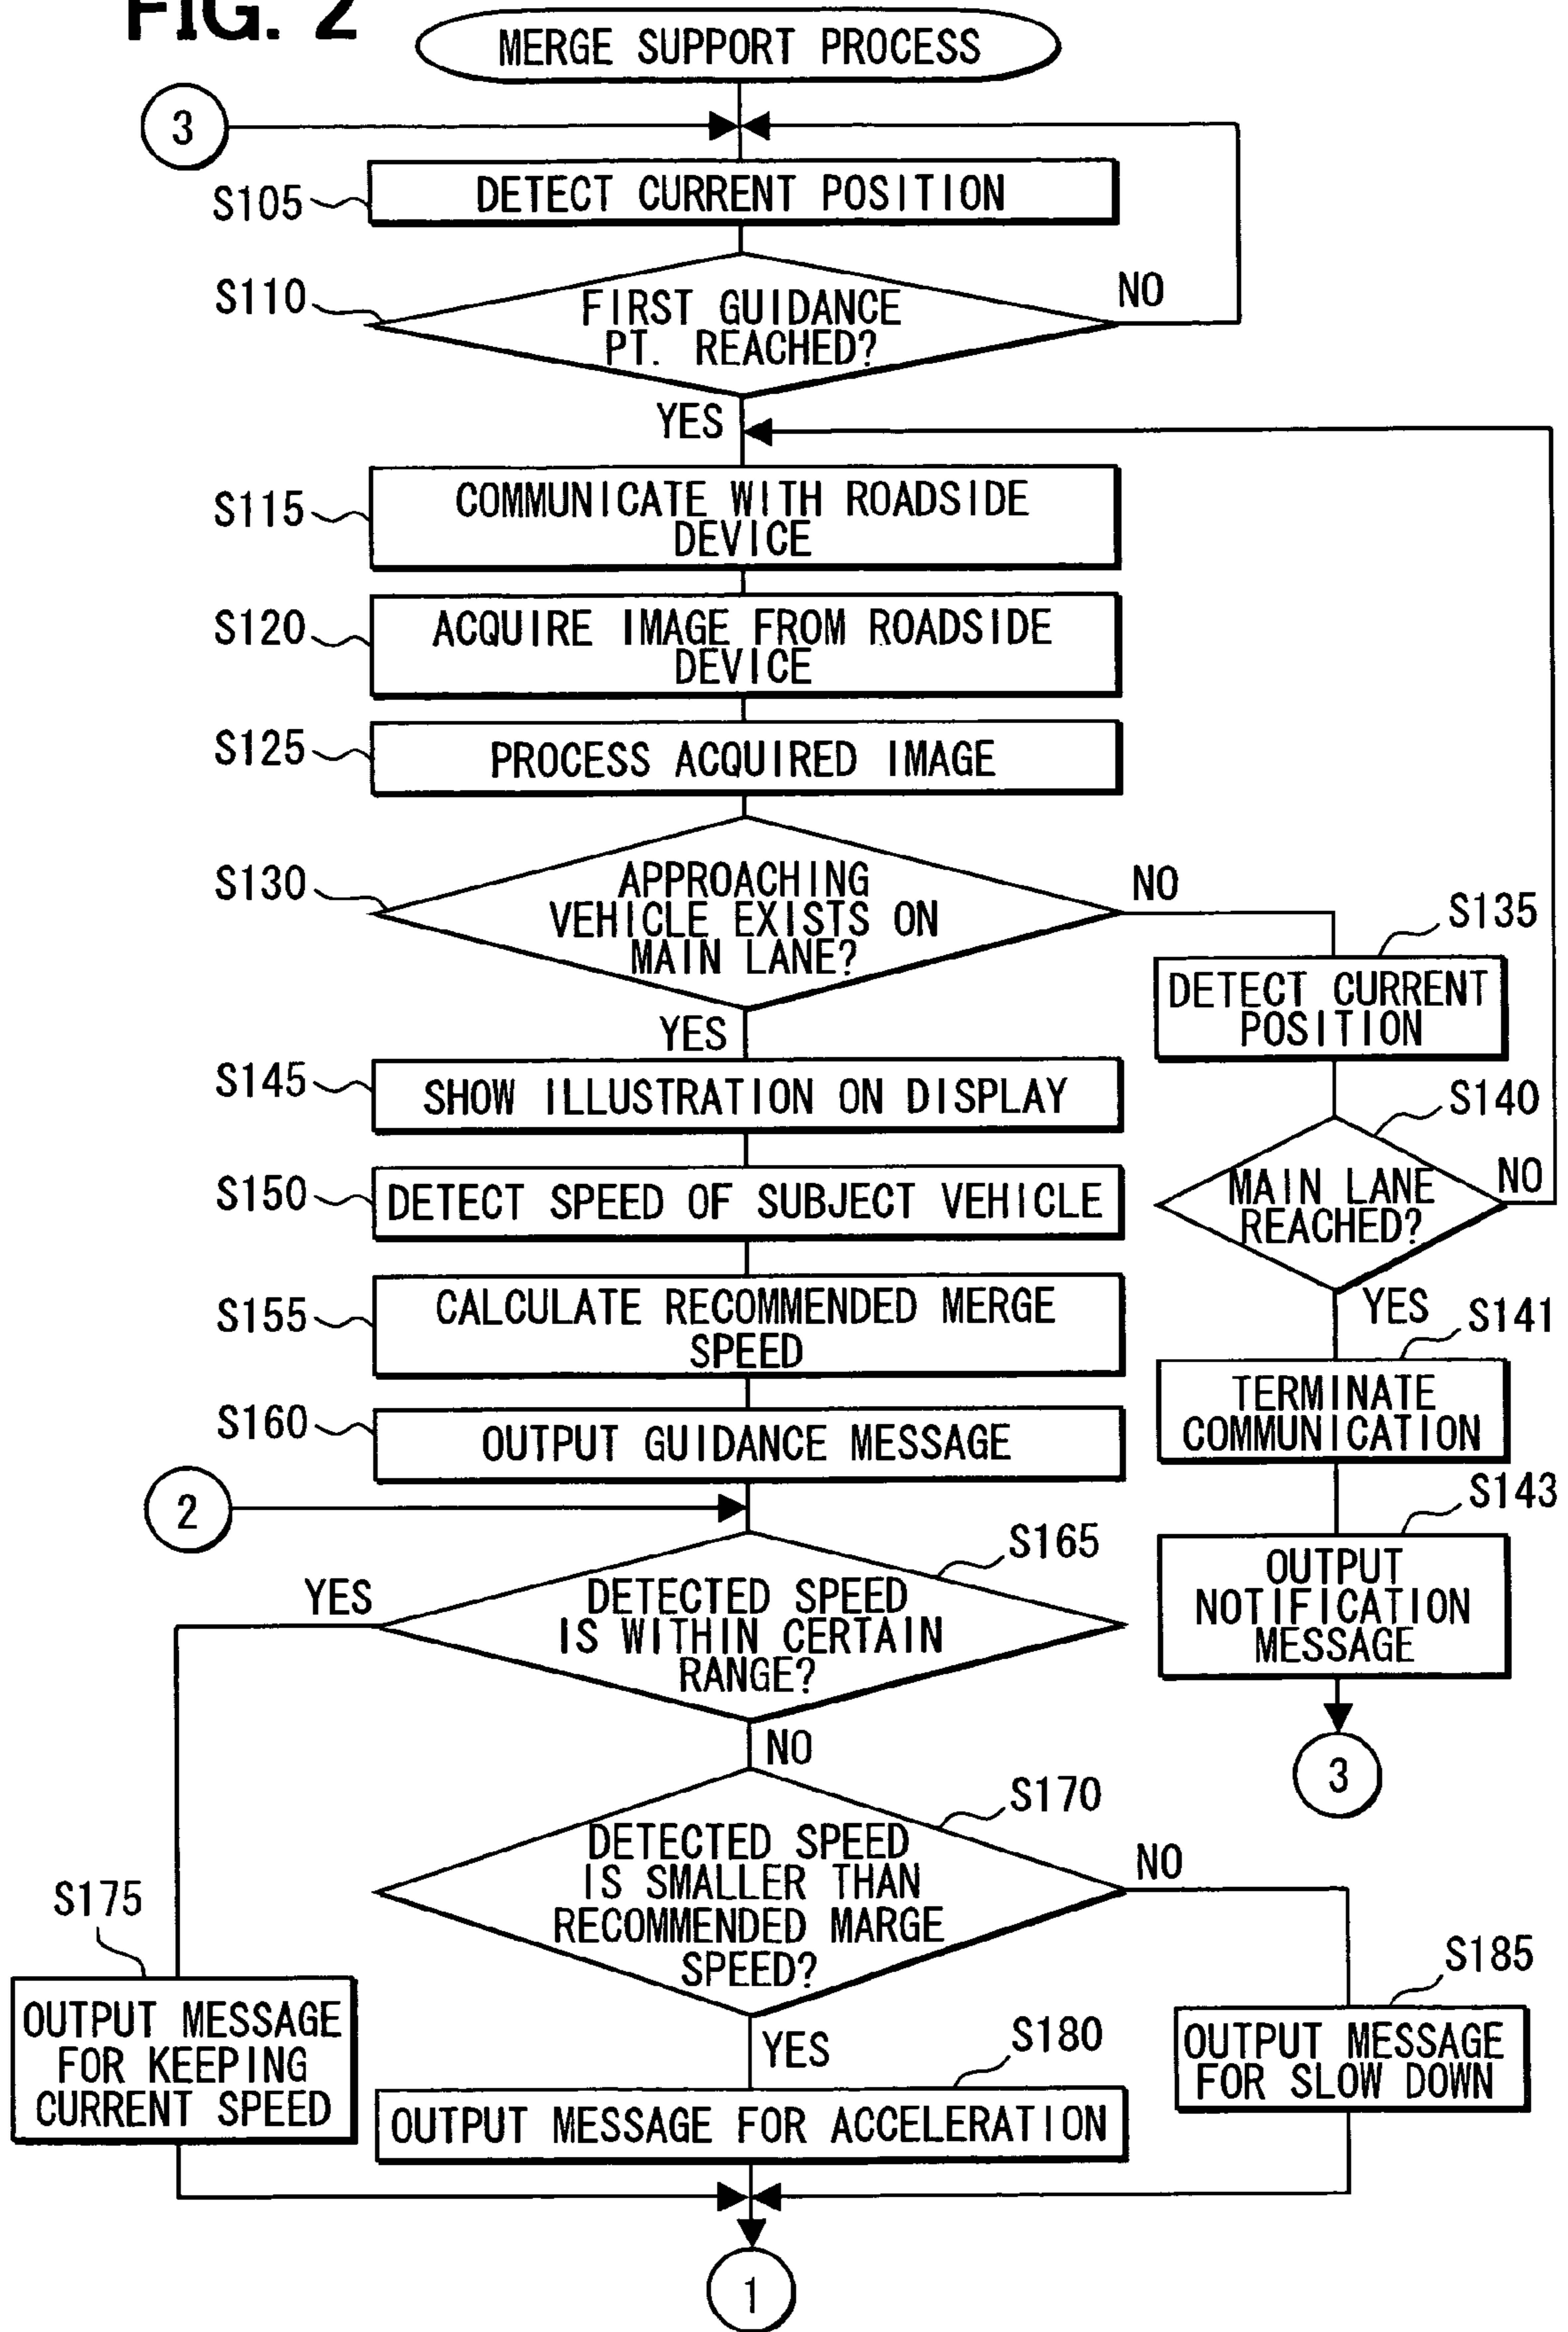 FIG. 2
MERGE SUPPORT PROCESS
3
S105
DETECT CURRENT POSITION
S110
FIRST GUIDANCE
PT. REACHED?
NO
YES
S115
COMMUNICATE WITH ROADSIDE
DEVICE
S120
ACQUIRE IMAGE FROM ROADSIDE
DEVICE
S125
PROCESS ACQUIRED IMAGE
S130
APPROACHING
VEHICLE EXISTS ON
MAIN LANE?
NO
S135
DETECT CURRENT
POSITION
YES
S145
SHOW ILLUSTRATION ON DISPLAY
S140
MAIN LANE
REACHED?
NO
S150
DETECT SPEED OF SUBJECT VEHICLE
S155
CALCULATE RECOMMENDED MERGE
SPEED
YES
S141
TERMINATE
COMMUNICATION
S160
OUTPUT GUIDANCE MESSAGE
2
S143
OUTPUT
NOTIFICATION
MESSAGE
3
S165
DETECTED SPEED
IS WITHIN CERTAIN
RANGE?
YES
NO
S170
DETECTED SPEED
IS SMALLER THAN
RECOMMENDED MARGE
SPEED?
NO
S175
OUTPUT MESSAGE
FOR KEEPING
CURRENT SPEED
YES
S180
OUTPUT MESSAGE FOR ACCELERATION
S185
OUTPUT MESSAGE
FOR SLOW DOWN
1